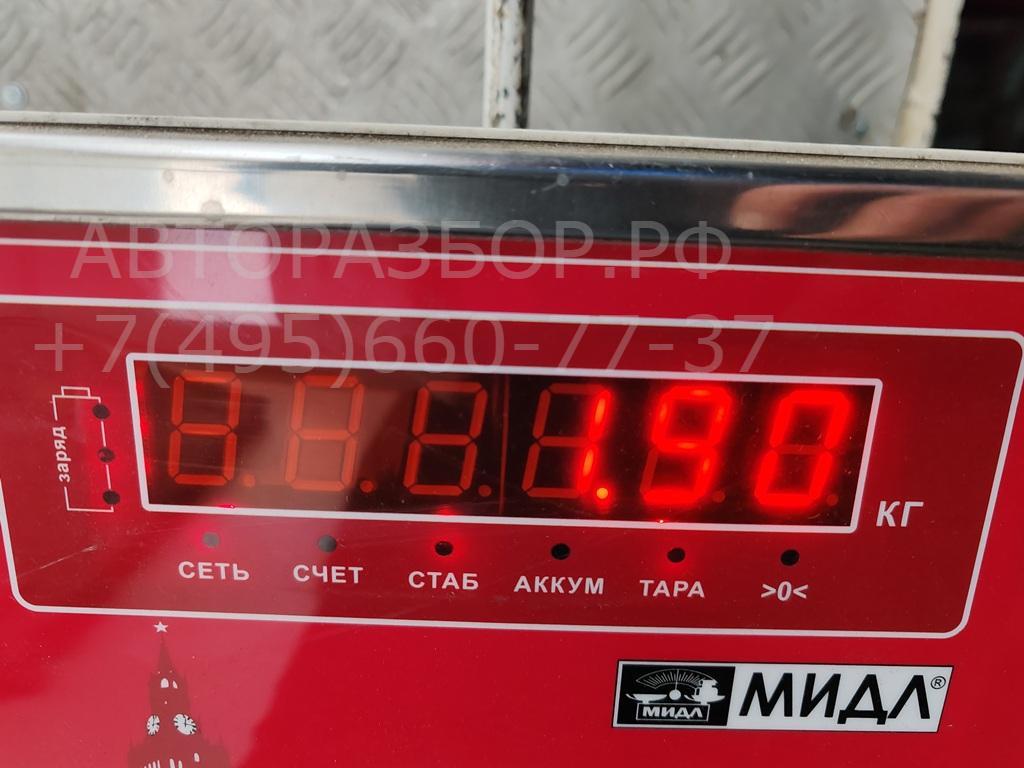 АВТОРАЗБОР.РФ
+7(495)660-77-37
заряд
1.90 КГ
СЕТЬ СЧЕТ СТАБ АККУМ ТАРА >0<
МИДЛ МИДЛ®